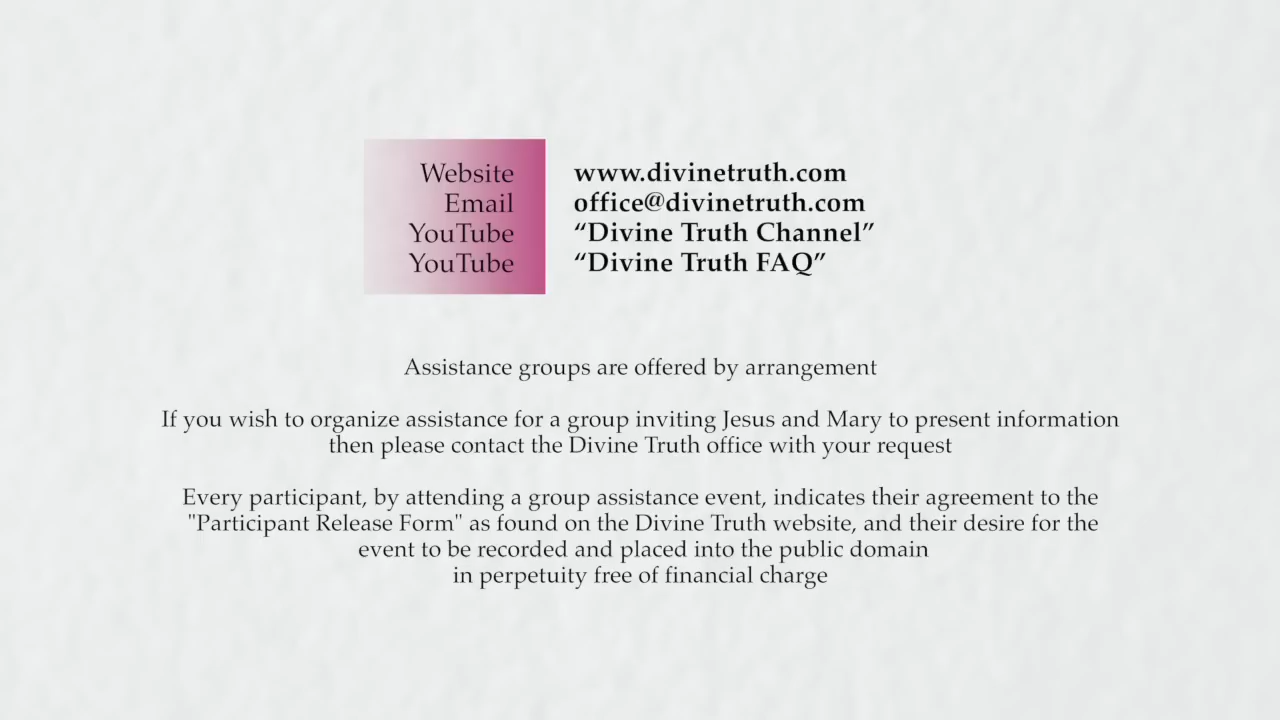 Website www.divinetruth.com
Email office@divinetruth.com
YouTube “Divine Truth Channel”
YouTube “Divine Truth FAQ”
Assistance groups are offered by arrangement
If you wish to organize assistance for a group inviting Jesus and Mary to present information
then please contact the Divine Truth office with your request
Every participant, by attending a group assistance event, indicates their agreement to the
"Participant Release Form" as found on the Divine Truth website, and their desire for the
event to be recorded and placed into the public domain
in perpetuity free of financial charge